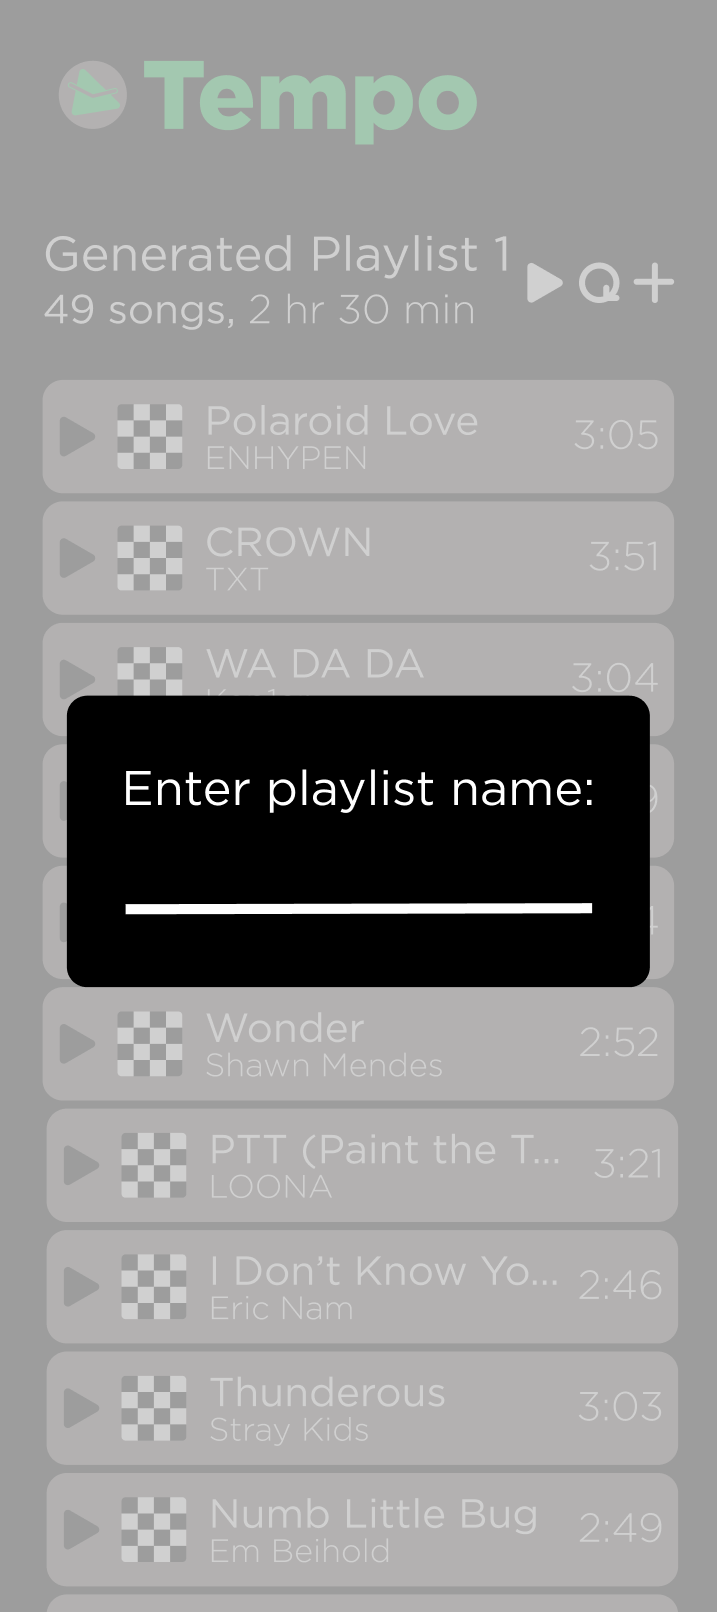 Tempo
Generated Playlist 1
49 songs, 2 hr 30 min
Polaroid Love
3:05
ENHYPEN
CROWN
3:51
TXT
WA DA DA
3:04
Enter playlist name:
Wonder
2:52
Shawn Mendes
PTT (Paint the T...
3:21
LOONA
I Don’t Know Yo...
2:46
Eric Nam
Thunderous
3:03
Stray Kids
Numb Little Bug
2:49
Em Beihold